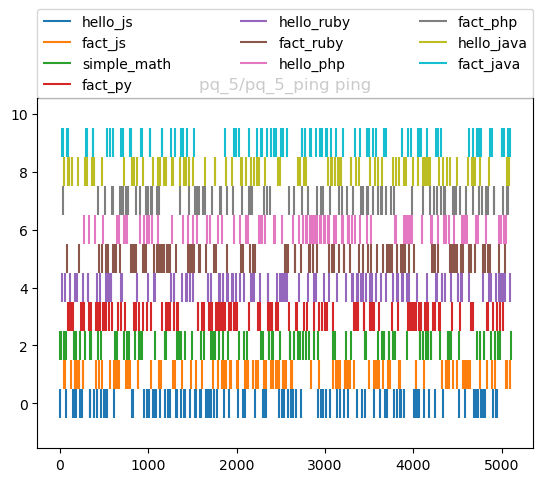 hello_js hello_ruby fact_php
fact_js fact_ruby hello_java
simple_math hello_php fact_java
fact_py
pq_5/pq_5_ping ping
10
8
6
4
2
0
0 1000 2000 3000 4000 5000